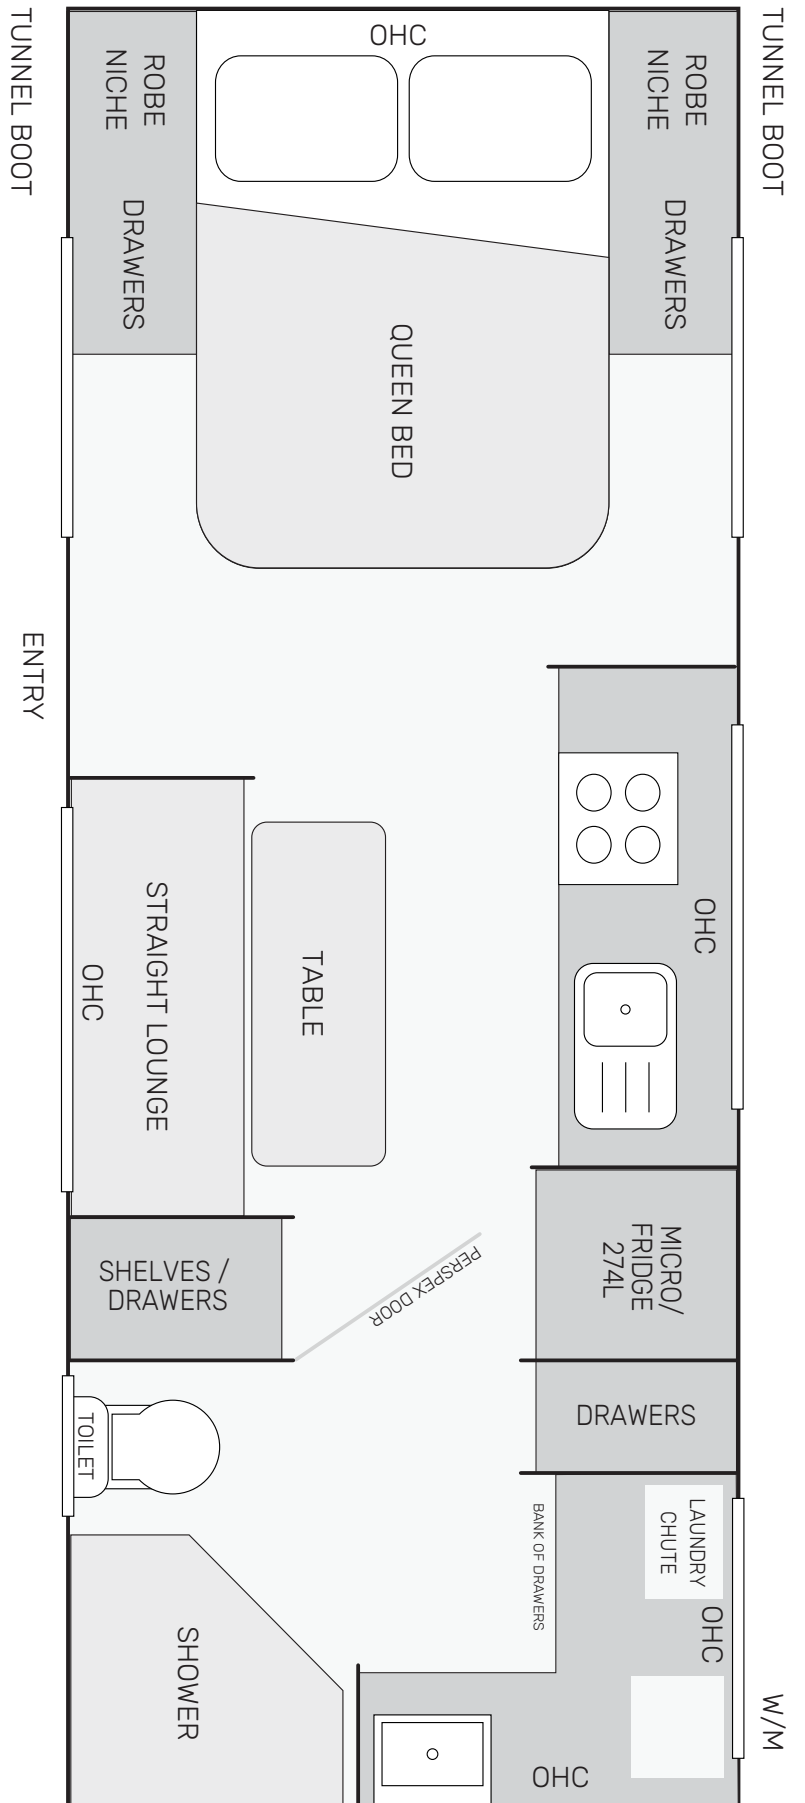 TUNNEL BOOT
TUNNEL BOOT
OHC
ROBE
NICHE
DRAWERS
ROBE
NICHE
DRAWERS
QUEEN BED
ENTRY
OHC
STRAIGHT LOUNGE
OHC
TABLE
MICRO/
FRIDGE
274L
PERSPEX DOOR
SHELVES /
DRAWERS
DRAWERS
TOILET
LAUNDRY
CHUTE
BANK OF DRAWERS
OHC
SHOWER
W/M
OHC